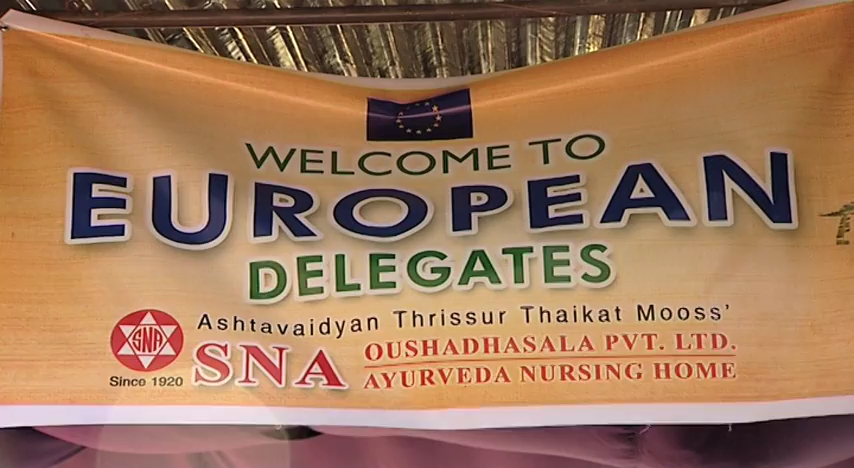 WELCOME TO
EUROPEAN
DELEGATES
Ashtavaidyan Thrissur Thaikat Mooss'
SNA
Since 1920
SNA
OUSHADHASALA PVT. LTD.
AYURVEDA NURSING HOME